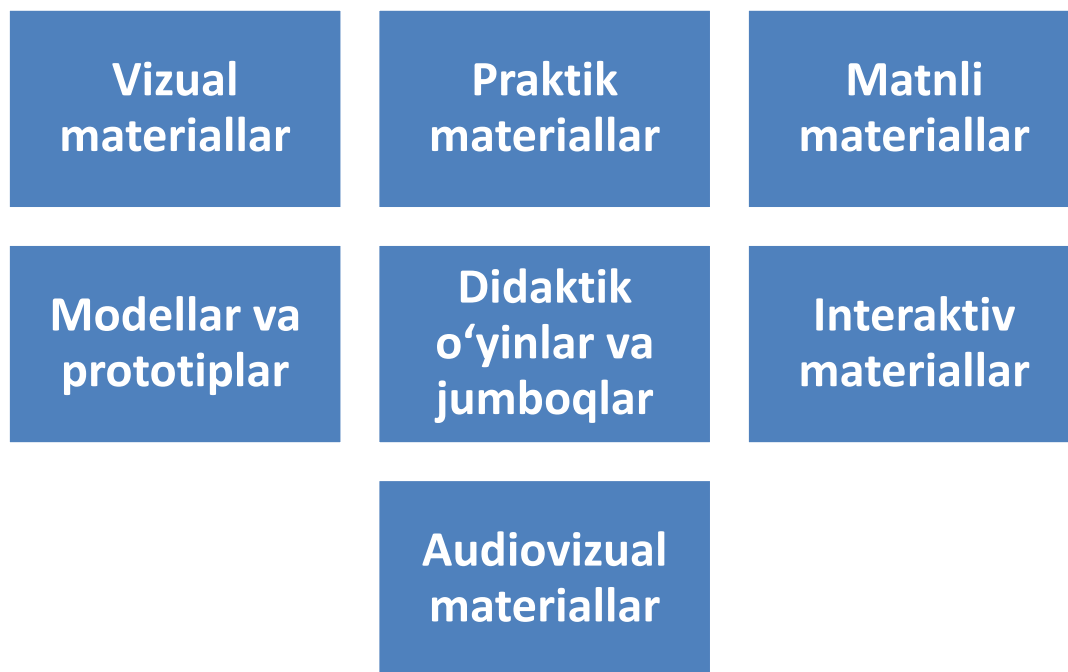 Vizual
materiallar
Praktik
materiallar
Matnli
materiallar
Modellar va
prototiplar
Didaktik
o‘yinlar va
jumboqlar
Interaktiv
materiallar
Audiovizual
materiallar